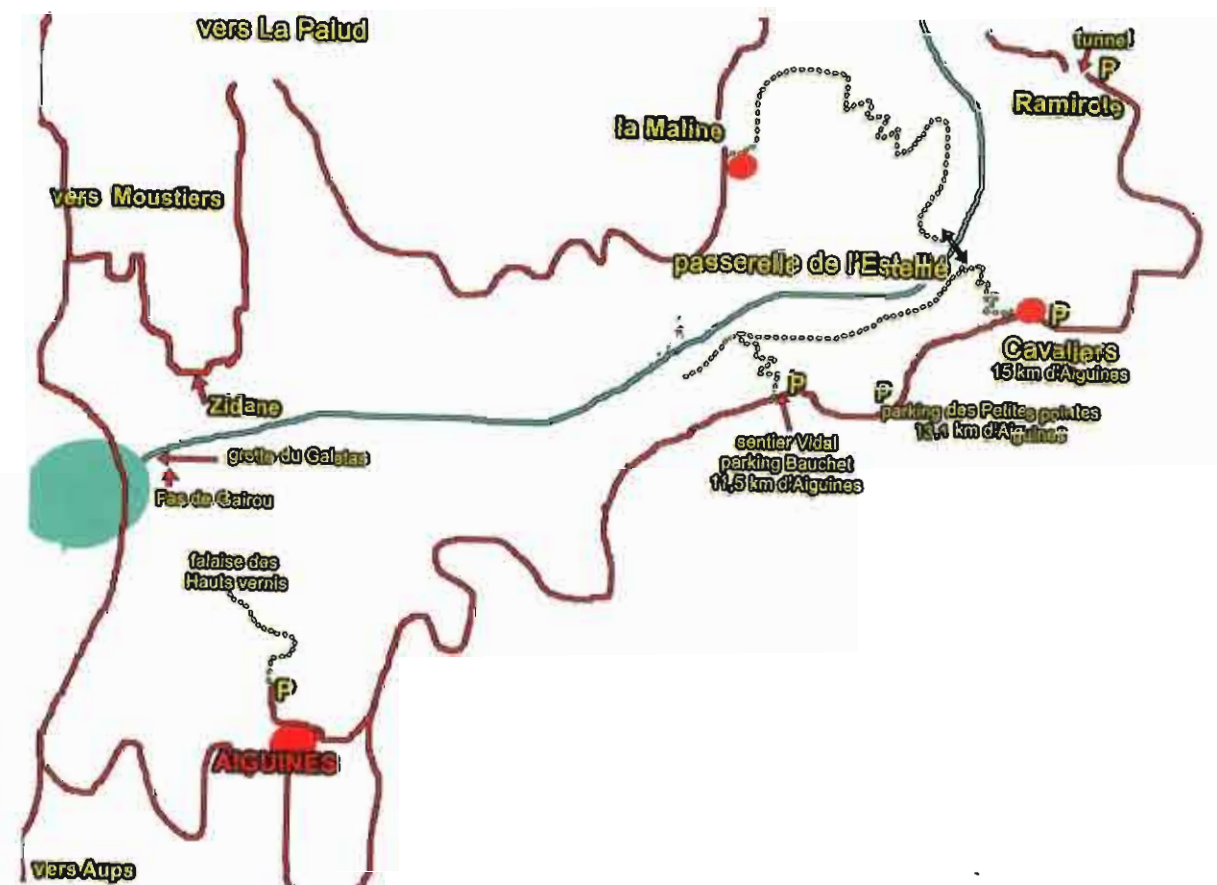 vers La Palud
tunnel
P
Ramirole
la Maline
vers Moustiers
passerelle de l'Estellié
P
Cavaliers
15 km d'Aiguines
Zidane
P
P
parking des Petites pointes
13,1 km d'Aiguines
grotte du Galetas
sentier Vidal
parking Bauchet
11,5 km d'Aiguines
Pas de Cairou
falaise des
Hauts vernis
P
AIGUINES
vers Aups